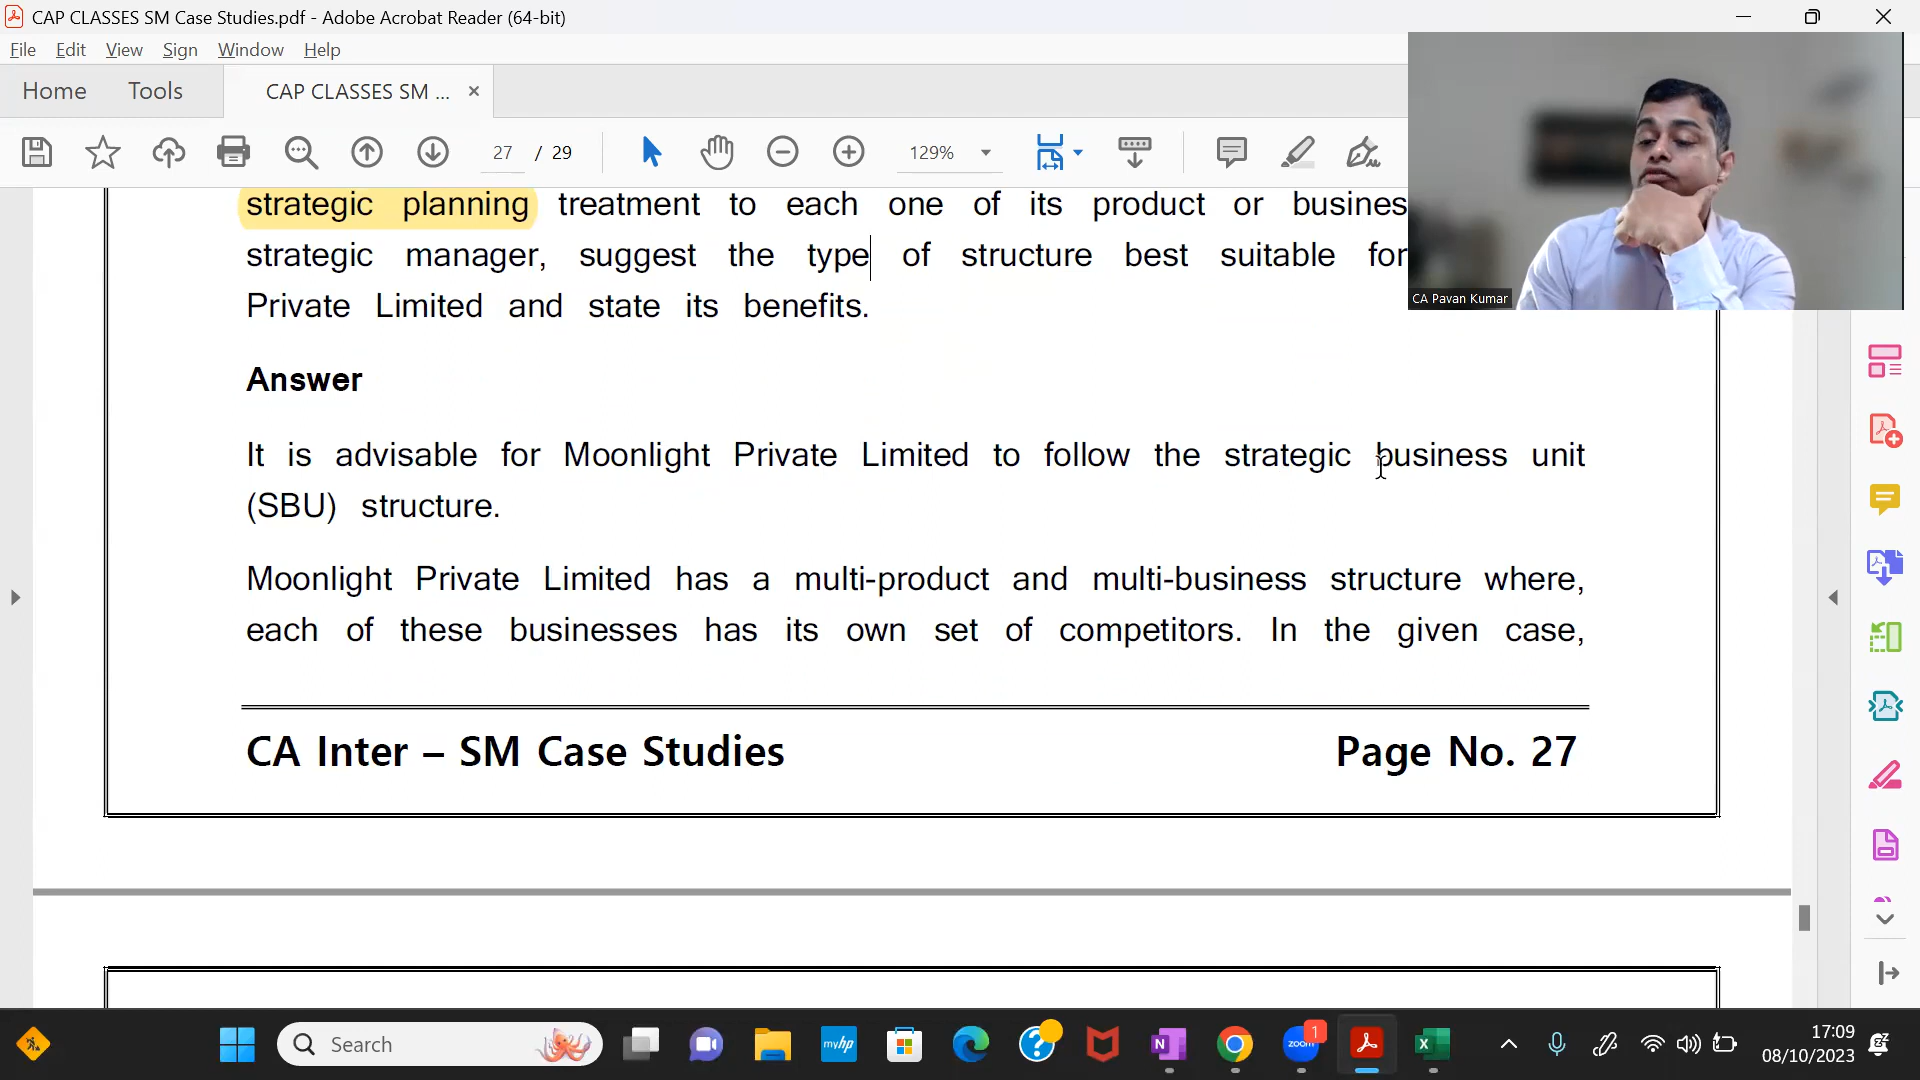 CAP CLASSES SM Case Studies.pdf - Adobe Acrobat Reader (64-bit)
File Edit View Sign Window Help
Home Tools CAP CLASSES SM ... ×
27 / 29 129%
strategic planning treatment to each one of its product or busines
strategic manager, suggest the type of structure best suitable for
Private Limited and state its benefits.
CA Pavan Kumar
Answer
It is advisable for Moonlight Private Limited to follow the strategic business unit
(SBU) structure.
Moonlight Private Limited has a multi-product and multi-business structure where,
each of these businesses has its own set of competitors. In the given case,
CA Inter – SM Case Studies Page No. 27
Search myhp zoom 1 17:09
08/10/2023